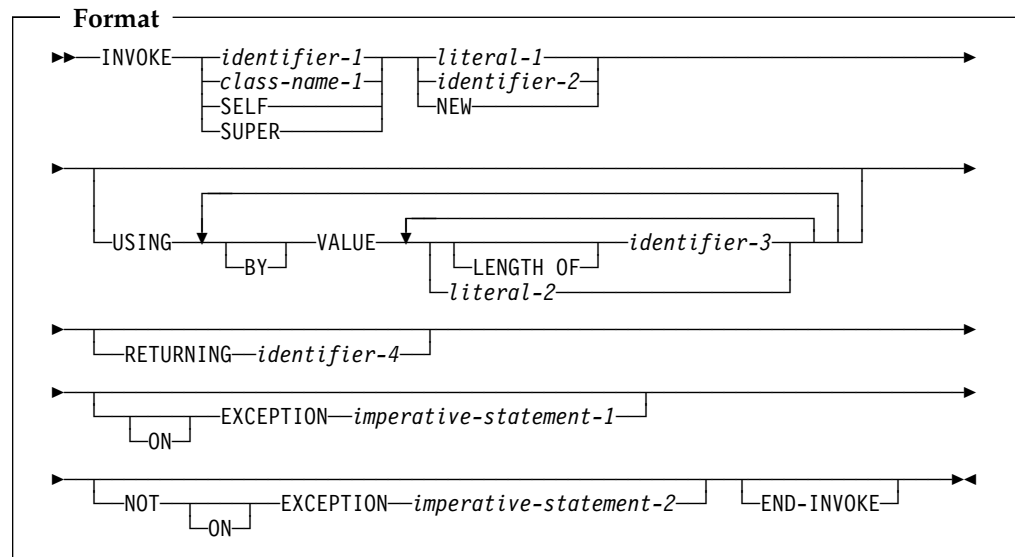 Format
INVOKE identifier-1 literal-1
class-name-1 identifier-2
SELF NEW
SUPER
USING VALUE identifier-3
BY LENGTH OF
literal-2
RETURNING identifier-4
EXCEPTION imperative-statement-1
ON
NOT EXCEPTION imperative-statement-2 END-INVOKE
ON